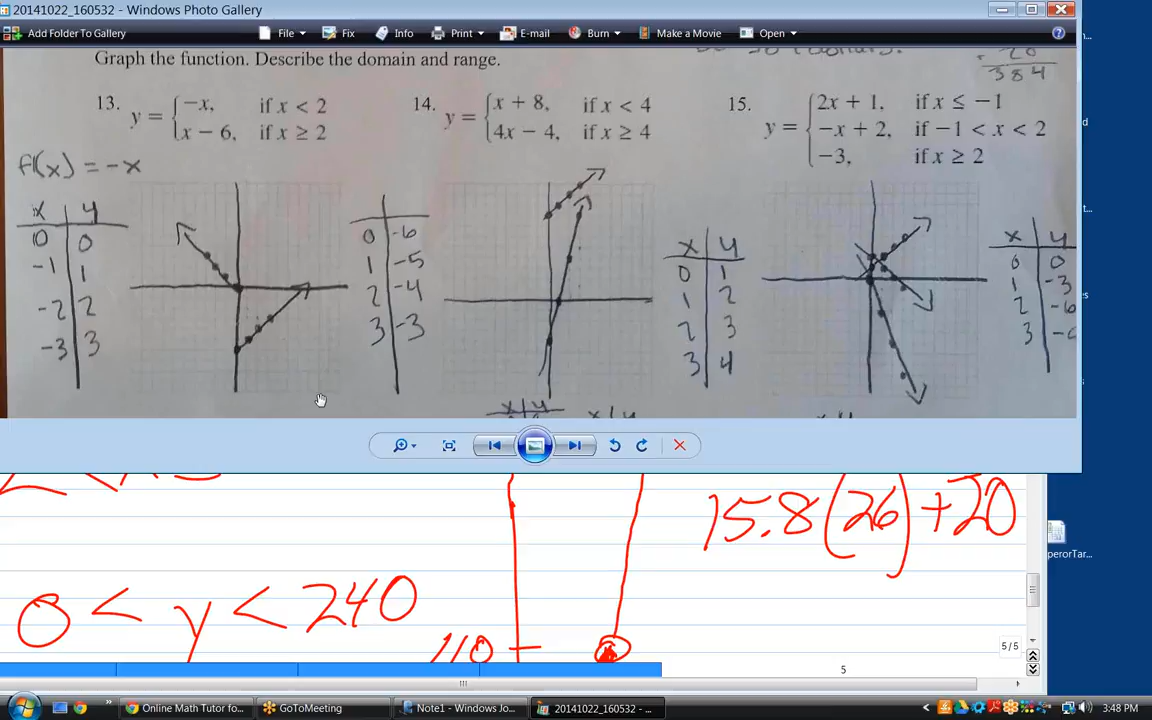 20141022_160532 - Windows Photo Gallery
Add Folder To Gallery File Fix Info Print E-mail Burn Make a Movie Open
20
384
Graph the function. Describe the domain and range.
13. y = { −x, if x < 2
x − 6, if x ≥ 2
14. y = { x + 8, if x < 4
4x − 4, if x ≥ 4
15. y = { 2x + 1, if x ≤ −1
−x + 2, if −1 < x < 2
−3, if x ≥ 2
f(x) = -x
x | y
0 | 0
-1 | 1
-2 | 2
-3 | 3
0 | -6
1 | -5
2 | -4
3 | -3
x | y
0 | 1
1 | 2
2 | 3
3 | 4
x | y
0 | 0
1 | -3
2 | -6
3 |
x | y
x | y
x y
15.8(26)+20
0 < y < 240
110
perorTar...
5/5
5
Online Math Tutor fo... GoToMeeting Note1 - Windows Jo... 20141022_160532 - ... 3:48 PM